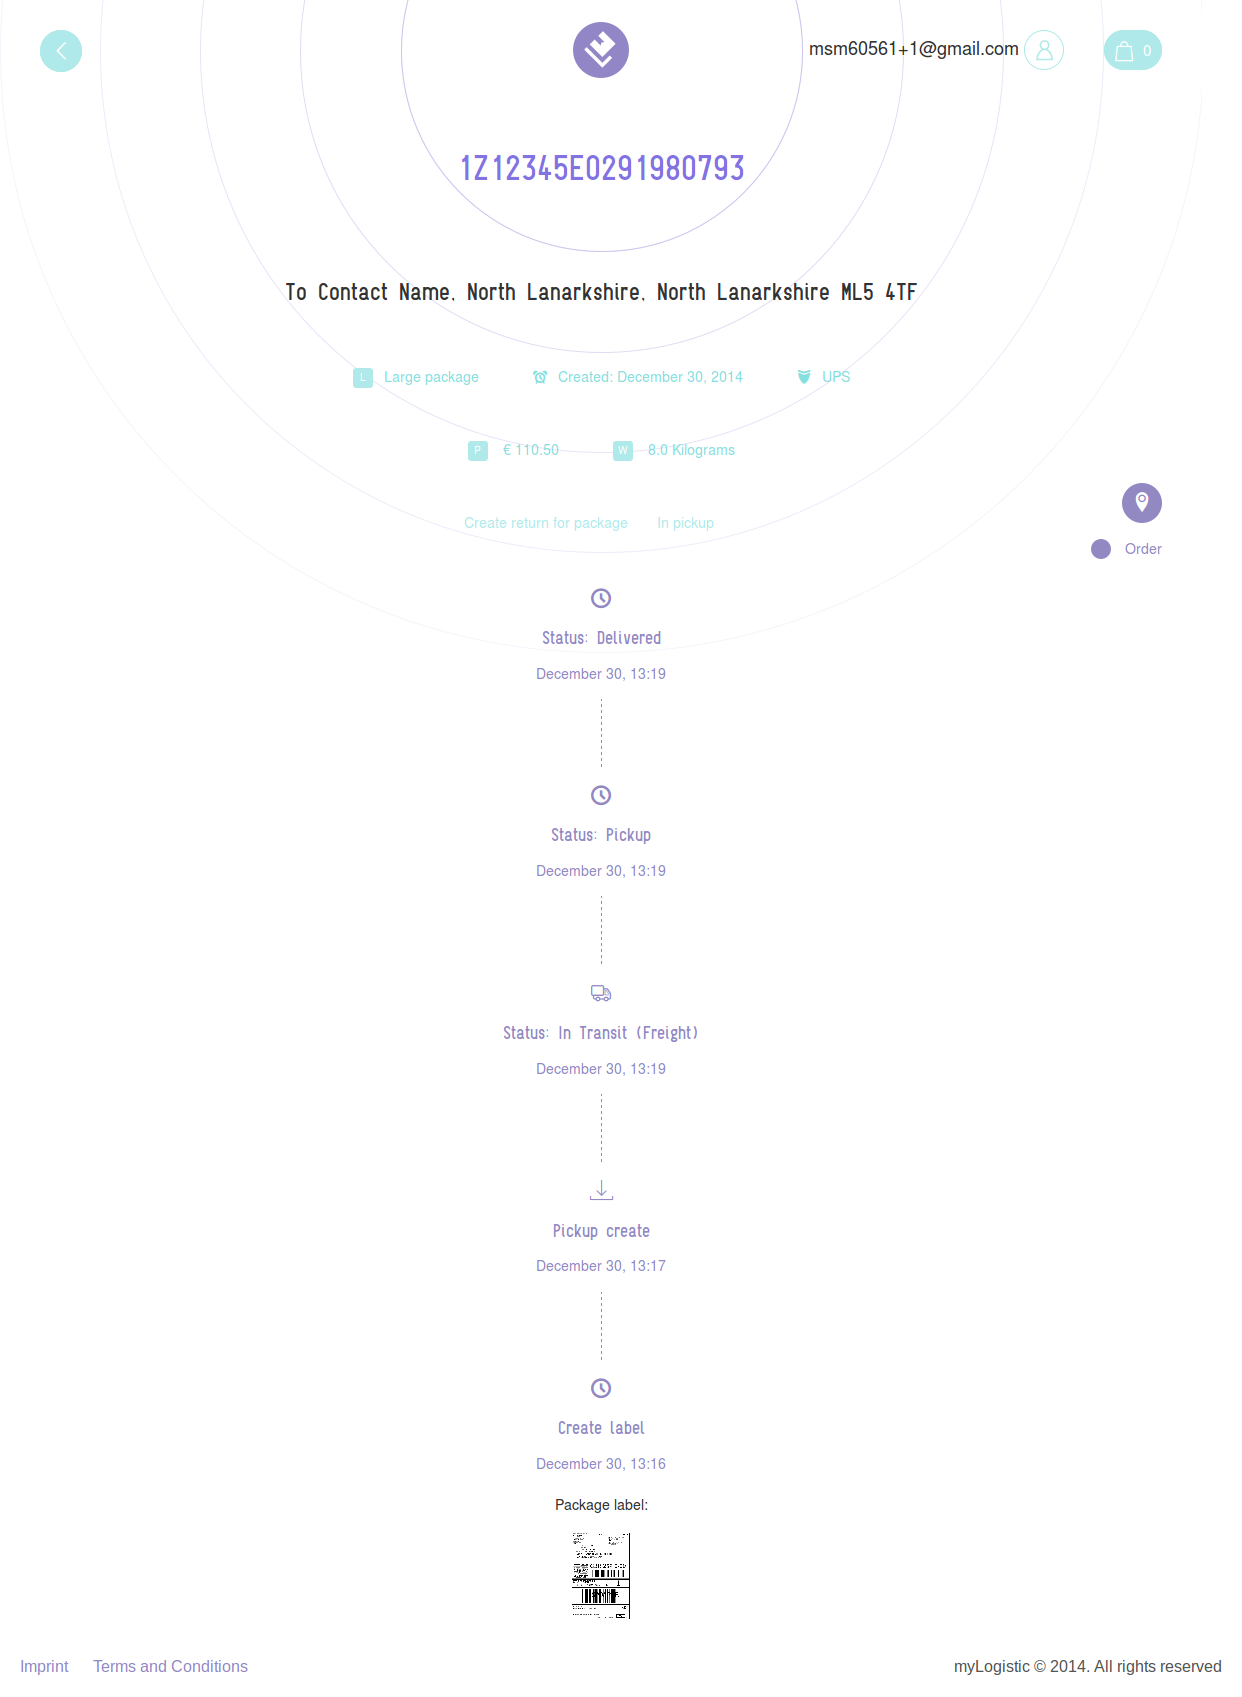 msm60561+1@gmail.com
0
1Z12345E0291980793
To Contact Name, North Lanarkshire, North Lanarkshire ML5 4TF
L Large package Created: December 30, 2014 UPS
P € 110.50 W 8.0 Kilograms
Create return for package In pickup
Order
Status: Delivered
December 30, 13:19
Status: Pickup
December 30, 13:19
Status: In Transit (Freight)
December 30, 13:19
Pickup create
December 30, 13:17
Create label
December 30, 13:16
Package label:
Imprint Terms and Conditions myLogistic © 2014. All rights reserved